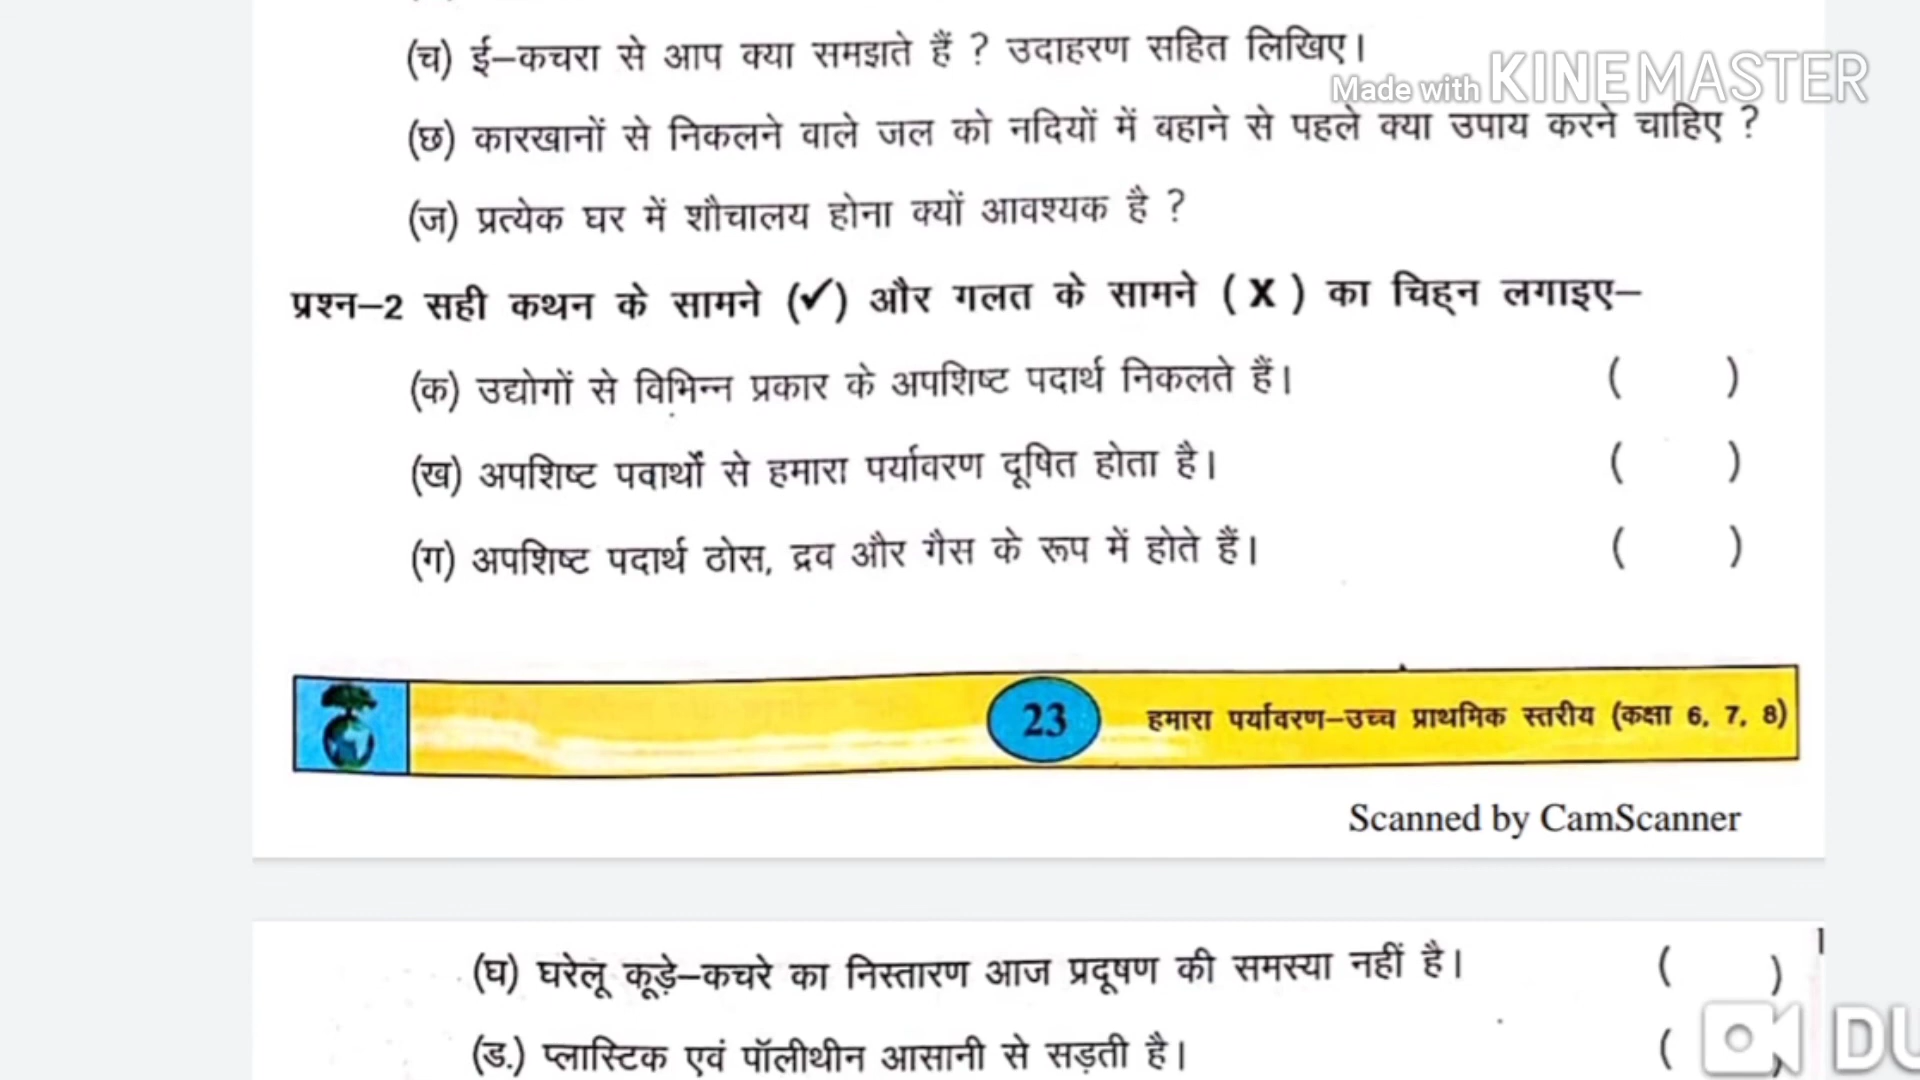 (च) ई–कचरा से आप क्या समझते हैं ? उदाहरण सहित लिखिए।
Made with KINEMASTER
(छ) कारखानों से निकलने वाले जल को नदियों में बहाने से पहले क्या उपाय करने चाहिए ?
(ज) प्रत्येक घर में शौचालय होना क्यों आवश्यक है ?
प्रश्न–2 सही कथन के सामने (✓) और गलत के सामने ( X ) का चिह्न लगाइए–
(क) उद्योगों से विभिन्न प्रकार के अपशिष्ट पदार्थ निकलते हैं। ( )
(ख) अपशिष्ट पवार्थों से हमारा पर्यावरण दूषित होता है। ( )
(ग) अपशिष्ट पदार्थ ठोस, द्रव और गैस के रूप में होते हैं। ( )
23 हमारा पर्यावरण–उच्च प्राथमिक स्तरीय (कक्षा 6, 7, 8)
Scanned by CamScanner
(घ) घरेलू कूड़े–कचरे का निस्तारण आज प्रदूषण की समस्या नहीं है। ( )
(ड.) प्लास्टिक एवं पॉलीथीन आसानी से सड़ती है। (
DU